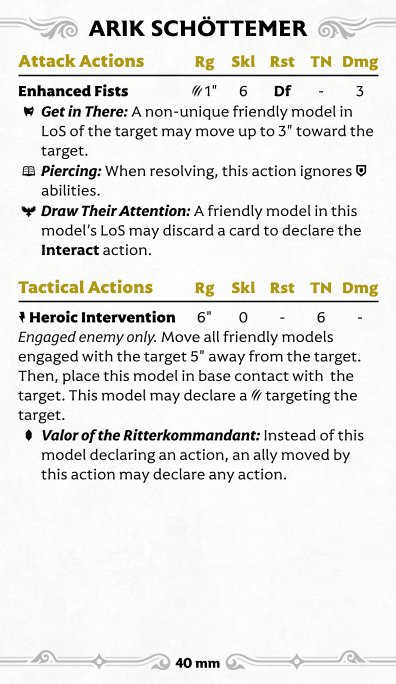 ARIK SCHÖTTEMER
Attack Actions Rg Skl Rst TN Dmg
Enhanced Fists 1" 6 Df - 3
Get in There: A non-unique friendly model in
LoS of the target may move up to 3" toward the
target.
Piercing: When resolving, this action ignores
abilities.
Draw Their Attention: A friendly model in this
model's LoS may discard a card to declare the
Interact action.
Tactical Actions Rg Skl Rst TN Dmg
Heroic Intervention 6" 0 - 6 -
Engaged enemy only. Move all friendly models
engaged with the target 5" away from the target.
Then, place this model in base contact with the
target. This model may declare a targeting the
target.
Valor of the Ritterkommandant: Instead of this
model declaring an action, an ally moved by
this action may declare any action.
40 mm